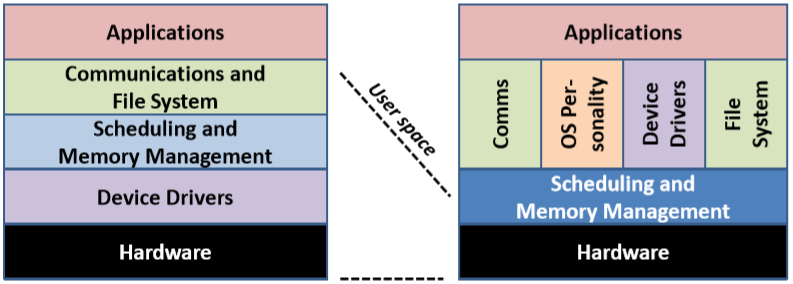 Applications
Communications and
File System
Scheduling and
Memory Management
Device Drivers
Hardware
User space
Applications
Comms
OS Per-
sonality
Device
Drivers
File
System
Scheduling and
Memory Management
Hardware